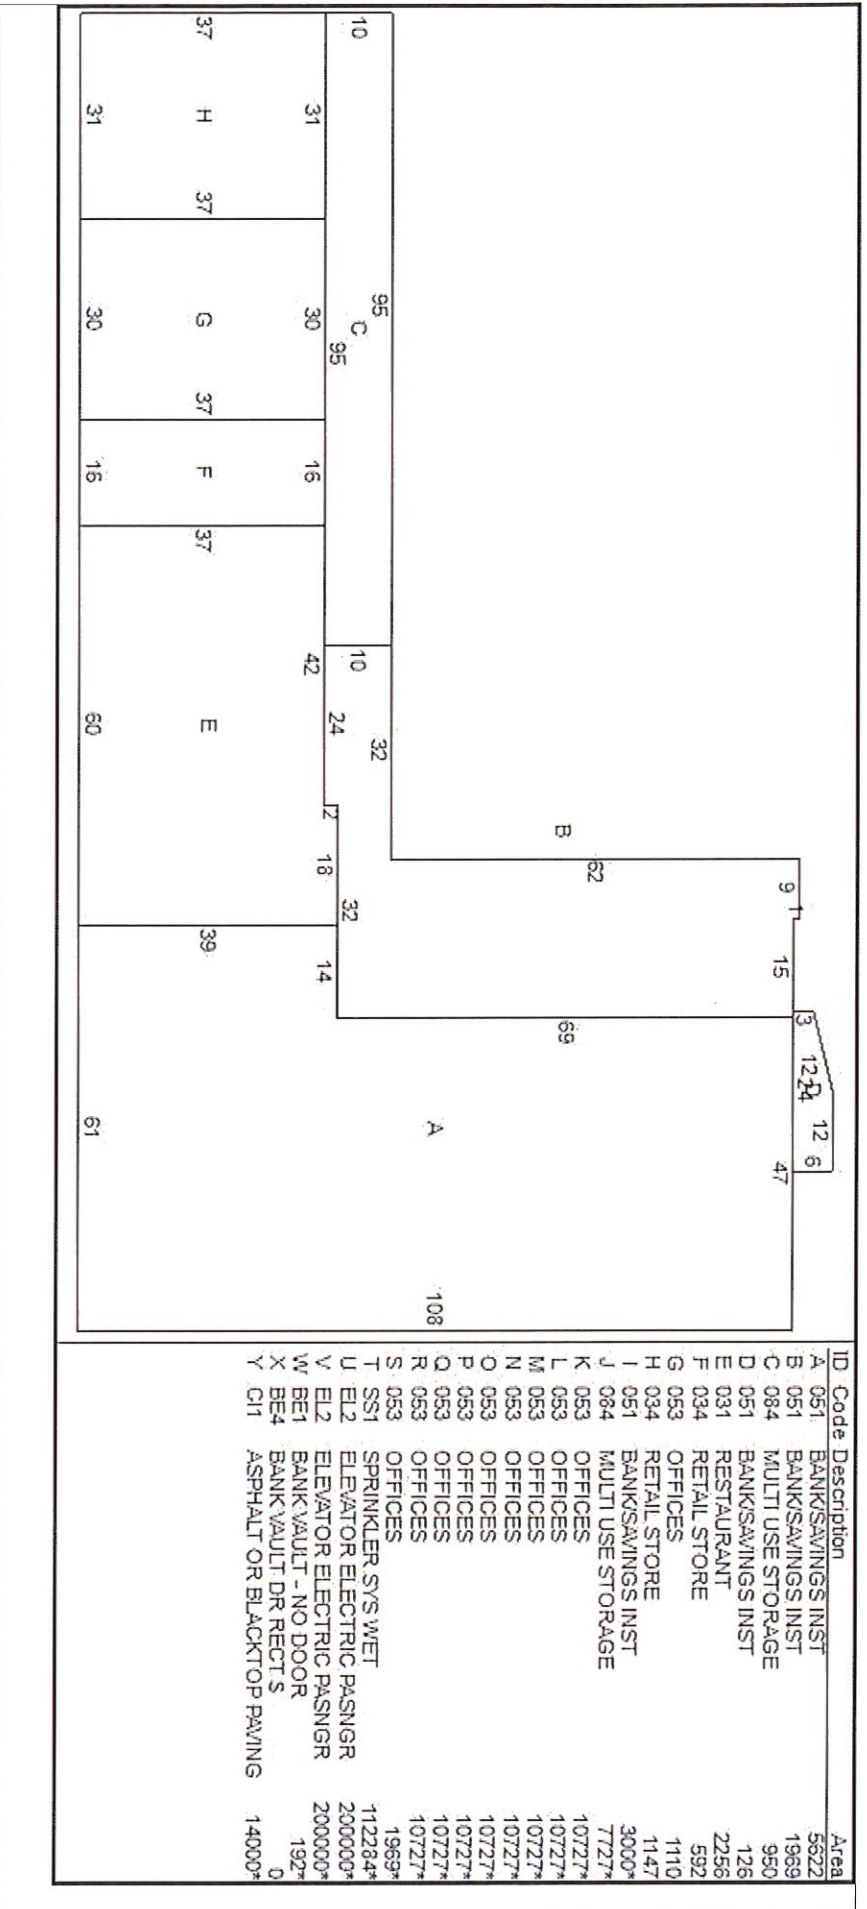 12 6
3 12 D 24
9 1 15 47
62
B 69
A 108
95 32
10 C 10
95 24 2 32
31 30 16 42 18 14
37 H 37 G 37 F 37 E 39
31 30 16 60 61
ID Code Description Area
A 051 BANK/SAVINGS INST 5622
B 051 BANK/SAVINGS INST 1969
C 084 MULTI USE STORAGE 950
D 051 BANK/SAVINGS INST 126
E 031 RESTAURANT 2256
F 034 RETAIL STORE 592
G 053 OFFICES 1110
H 034 RETAIL STORE 1147
I 051 BANK/SAVINGS INST 3000*
J 084 MULTI USE STORAGE 7727*
K 053 OFFICES 10727*
L 053 OFFICES 10727*
M 053 OFFICES 10727*
N 053 OFFICES 10727*
O 053 OFFICES 10727*
P 053 OFFICES 10727*
Q 053 OFFICES 10727*
R 053 OFFICES 10727*
S 053 OFFICES 1969*
T SS1 SPRINKLER SYS WET 112284*
U EL2 ELEVATOR ELECTRIC PASNGR 200000*
V EL2 ELEVATOR ELECTRIC PASNGR 200000*
W BE1 BANK VAULT - NO DOOR 192*
X BE4 BANK VAULT DR RECT S 0
Y CI1 ASPHALT OR BLACKTOP PAVING 14000*